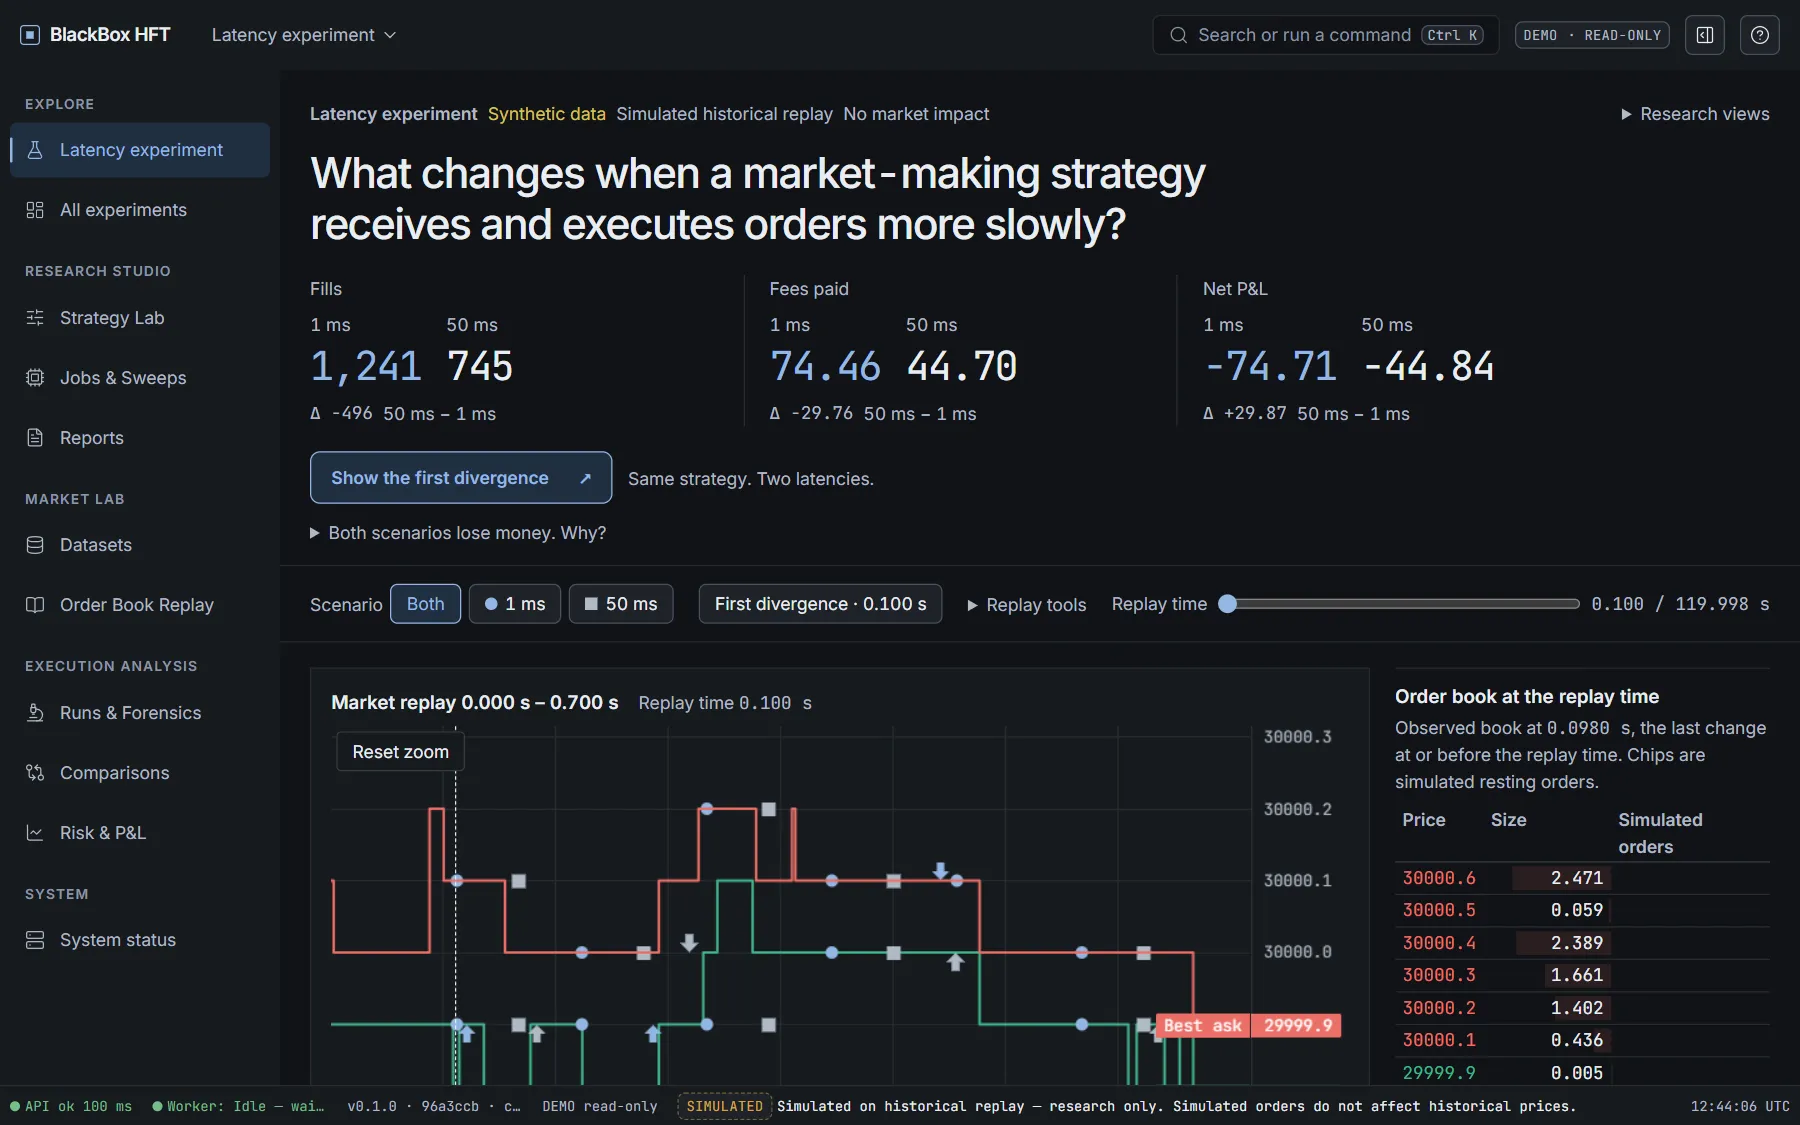 BlackBox HFT
Latency experiment
Search or run a command Ctrl K
DEMO · READ-ONLY
EXPLORE
Latency experiment
All experiments
RESEARCH STUDIO
Strategy Lab
Jobs & Sweeps
Reports
MARKET LAB
Datasets
Order Book Replay
EXECUTION ANALYSIS
Runs & Forensics
Comparisons
Risk & P&L
SYSTEM
System status
Latency experiment Synthetic data Simulated historical replay No market impact
Research views
What changes when a market-making strategy
receives and executes orders more slowly?
Fills
1 ms 50 ms
1,241 745
Δ -496 50 ms – 1 ms
Fees paid
1 ms 50 ms
74.46 44.70
Δ -29.76 50 ms – 1 ms
Net P&L
1 ms 50 ms
-74.71 -44.84
Δ +29.87 50 ms – 1 ms
Show the first divergence ↗
Same strategy. Two latencies.
Both scenarios lose money. Why?
Scenario Both 1 ms 50 ms First divergence · 0.100 s Replay tools Replay time 0.100 / 119.998 s
Market replay 0.000 s – 0.700 s Replay time 0.100 s
Reset zoom
30000.3
30000.2
30000.1
30000.0
Best ask 29999.9
Order book at the replay time
Observed book at 0.0980 s, the last change
at or before the replay time. Chips are
simulated resting orders.
Price Size Simulated
orders
30000.6 2.471
30000.5 0.059
30000.4 2.389
30000.3 1.661
30000.2 1.402
30000.1 0.436
29999.9 0.005
API ok 100 ms Worker: Idle — wai… v0.1.0 · 96a3ccb · c… DEMO read-only SIMULATED Simulated on historical replay — research only. Simulated orders do not affect historical prices. 12:44:06 UTC